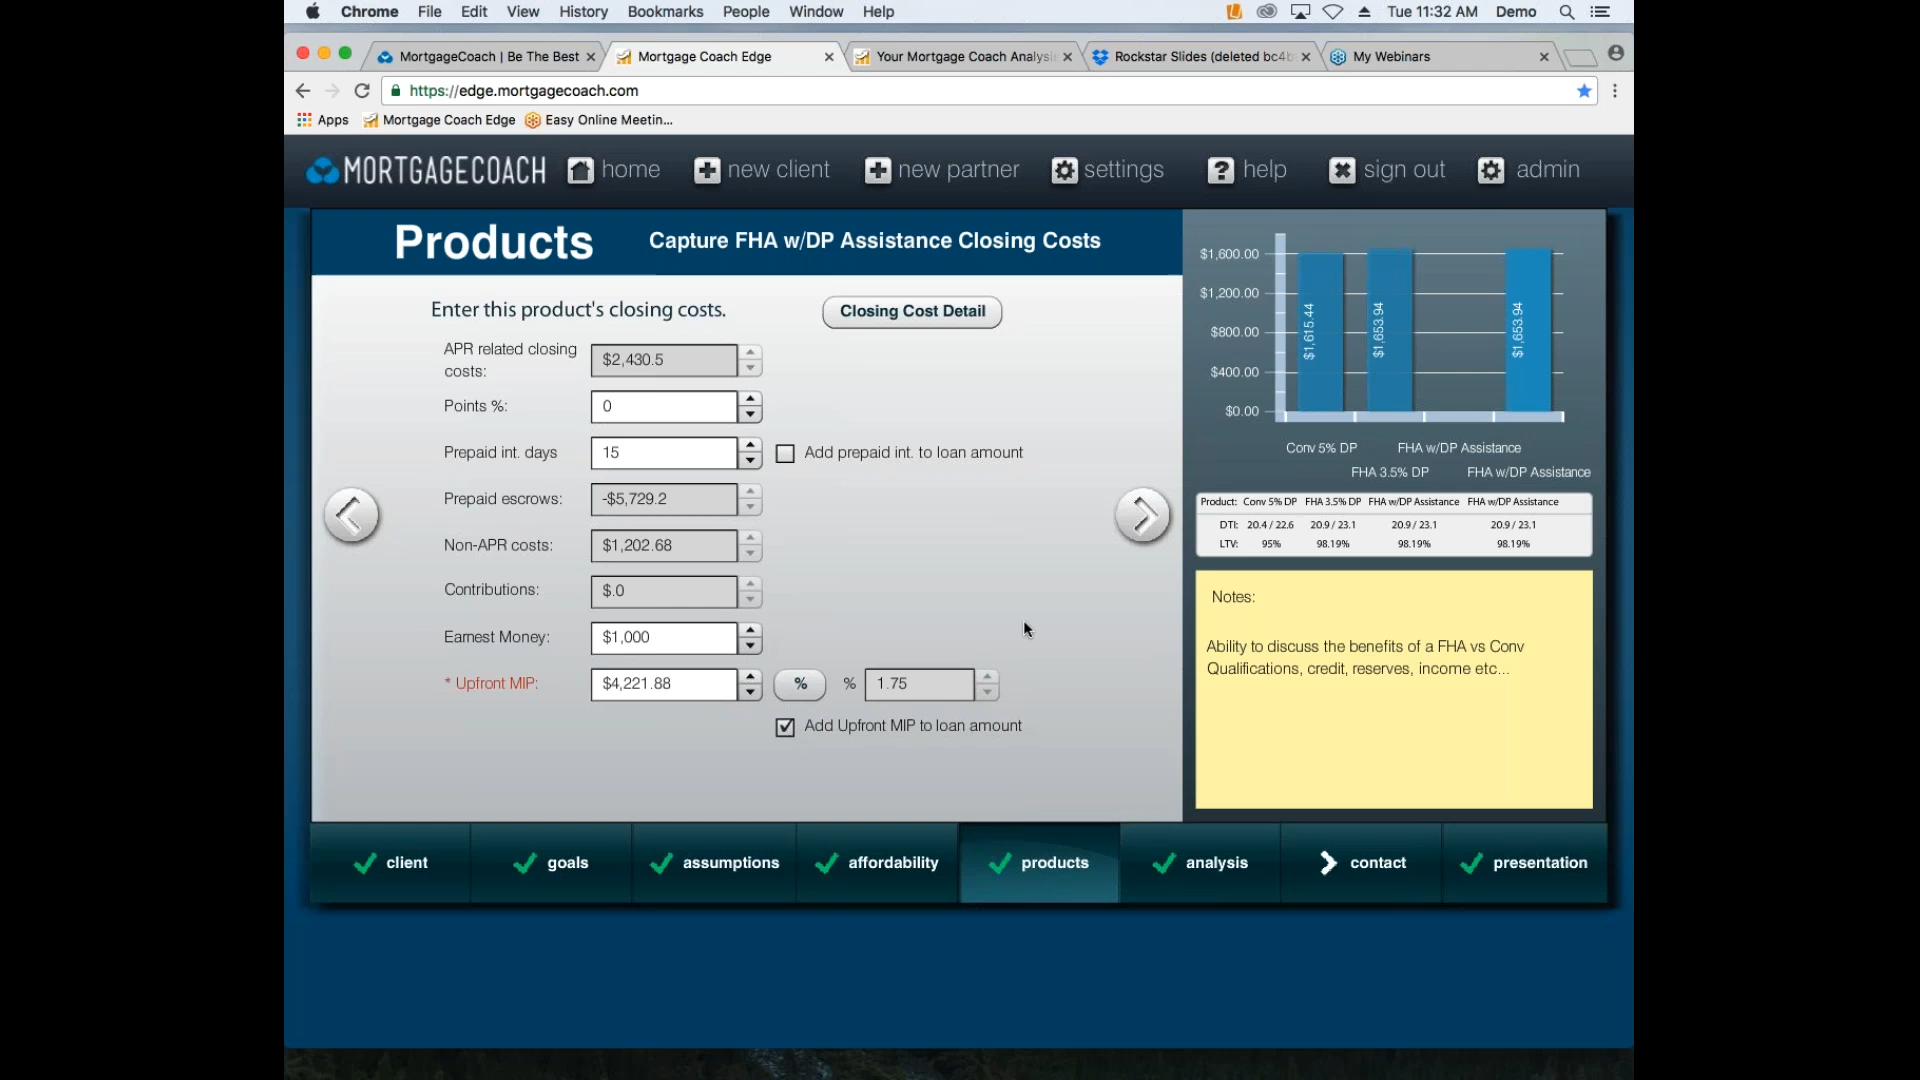 Chrome File Edit View History Bookmarks People Window Help Tue 11:32 AM Demo
MortgageCoach | Be The Best Mortgage Coach Edge Your Mortgage Coach Analysis Rockstar Slides (deleted bc4b My Webinars
https://edge.mortgagecoach.com
Apps Mortgage Coach Edge Easy Online Meetin...
MORTGAGECOACH home new client new partner settings help sign out admin
Products Capture FHA w/DP Assistance Closing Costs
Enter this product's closing costs. Closing Cost Detail
APR related closing
costs: $2,430.5
Points %: 0
Prepaid int. days 15 Add prepaid int. to loan amount
Prepaid escrows: -$5,729.2
Non-APR costs: $1,202.68
Contributions: $.0
Earnest Money: $1,000
* Upfront MIP: $4,221.88 % % 1.75
Add Upfront MIP to loan amount
$1,600.00
$1,200.00
$800.00
$400.00
$0.00
$1,615.44
$1,653.94
$1,653.94
Conv 5% DP FHA w/DP Assistance
FHA 3.5% DP FHA w/DP Assistance
Product: Conv 5% DP FHA 3.5% DP FHA w/DP Assistance FHA w/DP Assistance
DTI: 20.4 / 22.6 20.9 / 23.1 20.9 / 23.1 20.9 / 23.1
LTV: 95% 98.19% 98.19% 98.19%
Notes:
Ability to discuss the benefits of a FHA vs Conv
Qualifications, credit, reserves, income etc...
client goals assumptions affordability products analysis contact presentation